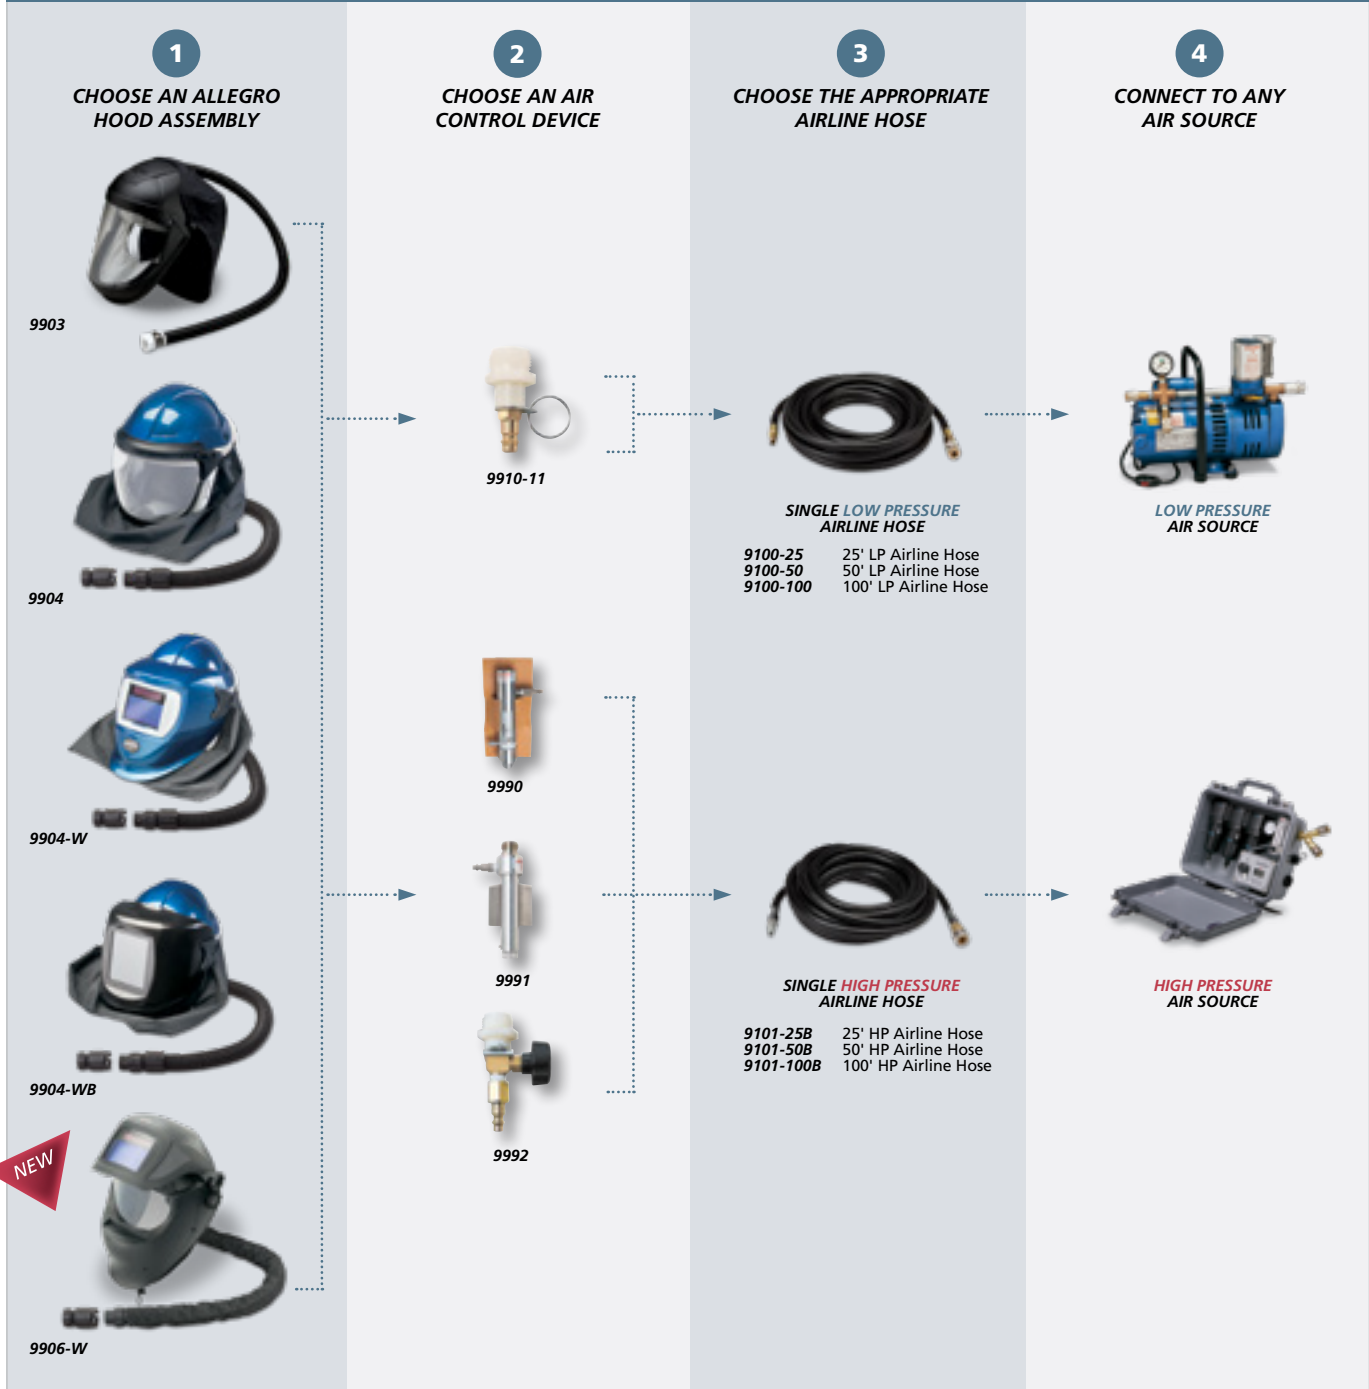 1
CHOOSE AN ALLEGRO
HOOD ASSEMBLY
9903
9904
9904-W
9904-WB
NEW
9906-W
2
CHOOSE AN AIR
CONTROL DEVICE
9910-11
9990
9991
9992
3
CHOOSE THE APPROPRIATE
AIRLINE HOSE
SINGLE LOW PRESSURE
AIRLINE HOSE
9100-25 25' LP Airline Hose
9100-50 50' LP Airline Hose
9100-100 100' LP Airline Hose
SINGLE HIGH PRESSURE
AIRLINE HOSE
9101-25B 25' HP Airline Hose
9101-50B 50' HP Airline Hose
9101-100B 100' HP Airline Hose
4
CONNECT TO ANY
AIR SOURCE
LOW PRESSURE
AIR SOURCE
HIGH PRESSURE
AIR SOURCE